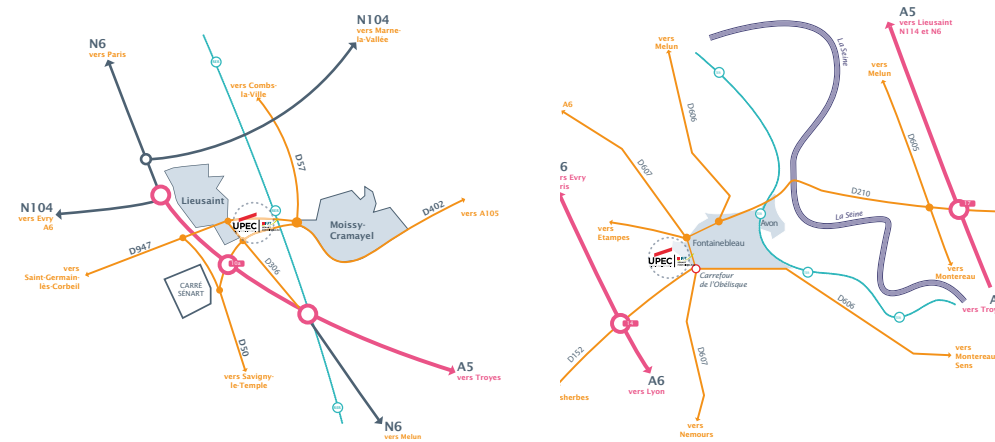 N104
vers Marne-
la-Vallée
N6
vers Paris
vers Combs-
la-Ville
D57
Lieusaint
UPEC
Moissy-
Cramayel
D402
vers A105
N104
vers Evry
A6
D947
vers
Saint-Germain-
lès-Corbeil
D306
CARRÉ
SÉNART
D50
vers Savigny-
le-Temple
A5
vers Troyes
N6
vers Melun
A5
vers Lieusaint
N114 et N6
vers
Melun
La Seine
vers
Melun
D606
A6
D607
D605
6
rs Evry
ris
D210
La Seine
vers
Etampes
Avon
Fontainebleau
UPEC
Carrefour
de l'Obélisque
vers
Montereau
A
vers Troy
D606
D152
D607
A6
vers Lyon
sherbes
vers
Montereau
Sens
vers
Nemours